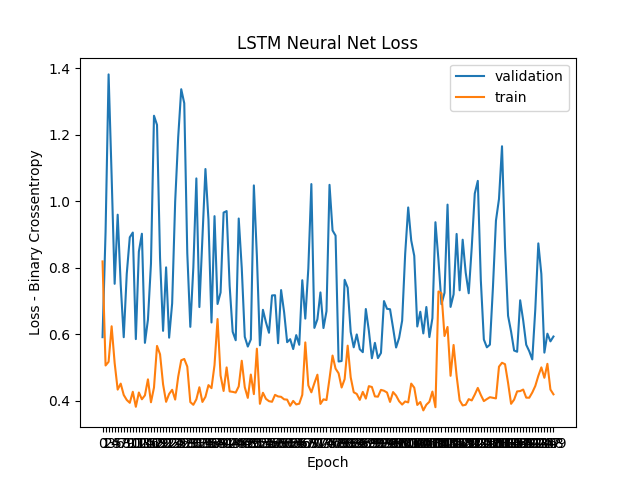 LSTM Neural Net Loss
validation
train
1.4
1.2
1.0
0.8
0.6
0.4
Loss - Binary Crossentropy
Epoch